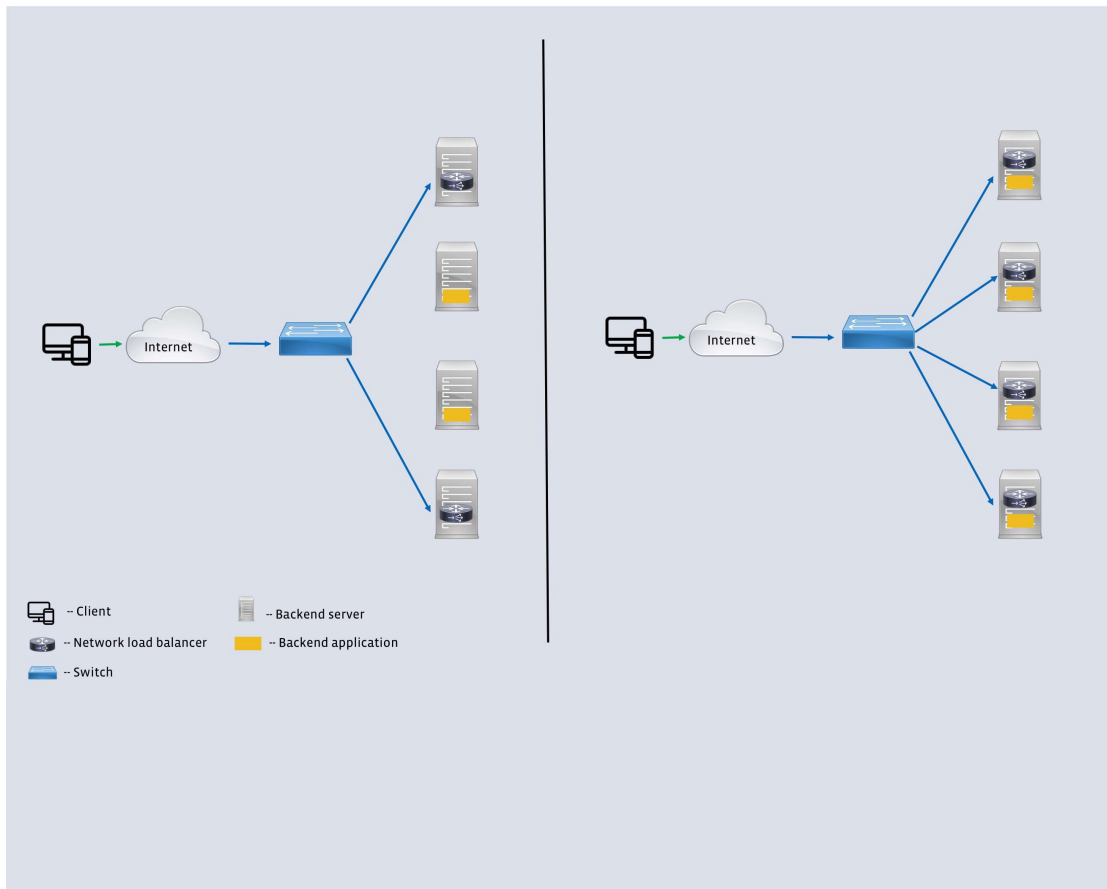 Internet
Internet
-- Client
-- Backend server
-- Network load balancer
-- Backend application
-- Switch